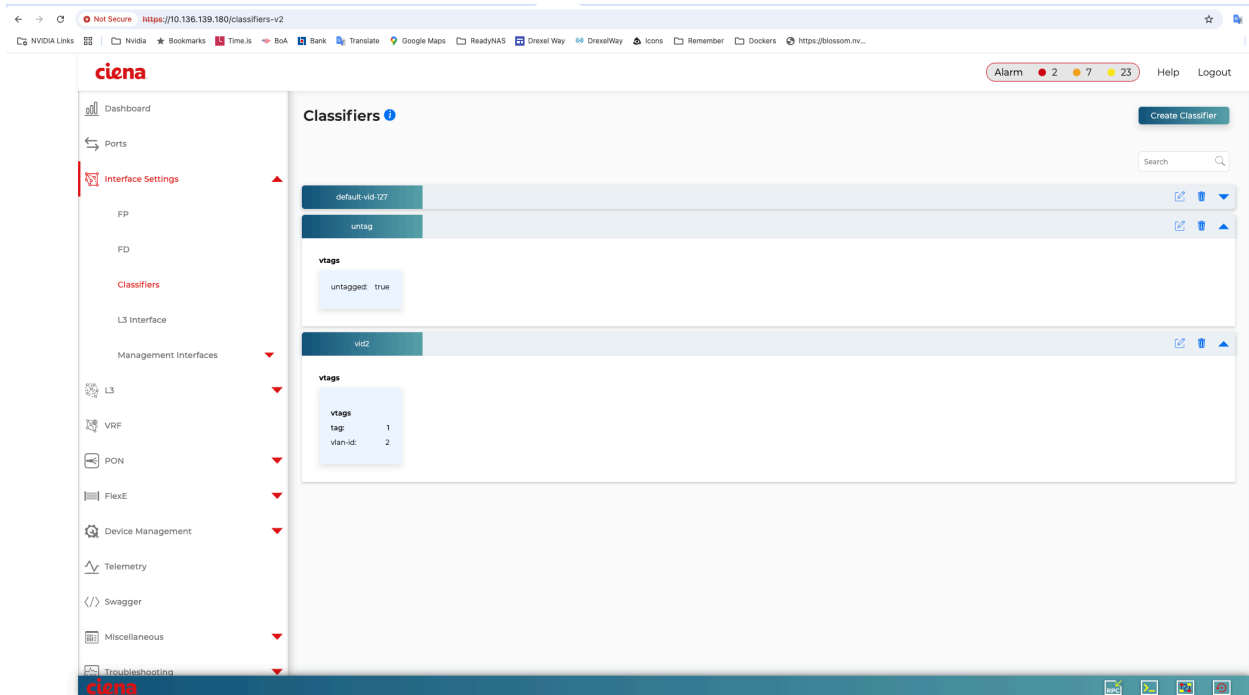 Not Secure https://10.136.139.180/classifiers-v2
NVIDIA Links Nvidia Bookmarks Time.is BoA Bank Translate Google Maps ReadyNAS Drexel Way DrexelWay Icons Remember Dockers https://blossom.nv...
ciena
Alarm 2 7 23 Help Logout
Dashboard
Ports
Interface Settings
FP
FD
Classifiers
L3 Interface
Management Interfaces
L3
VRF
PON
FlexE
Device Management
Telemetry
Swagger
Miscellaneous
Troubleshooting
Classifiers
Create Classifier
Search
default-vid-127
untag
vtags
untagged: true
vid2
vtags
vtags
tag: 1
vlan-id: 2
ciena
RPC